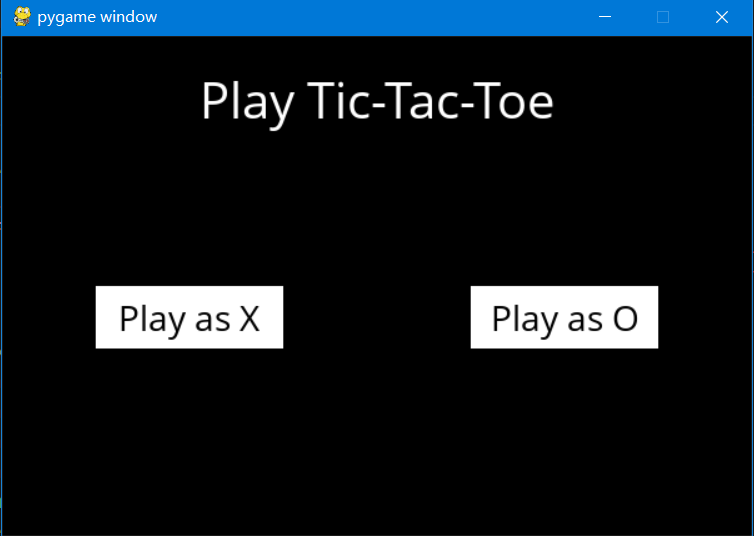 pygame window
Play Tic-Tac-Toe
Play as X
Play as O